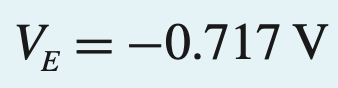 V_E = −0.717 V